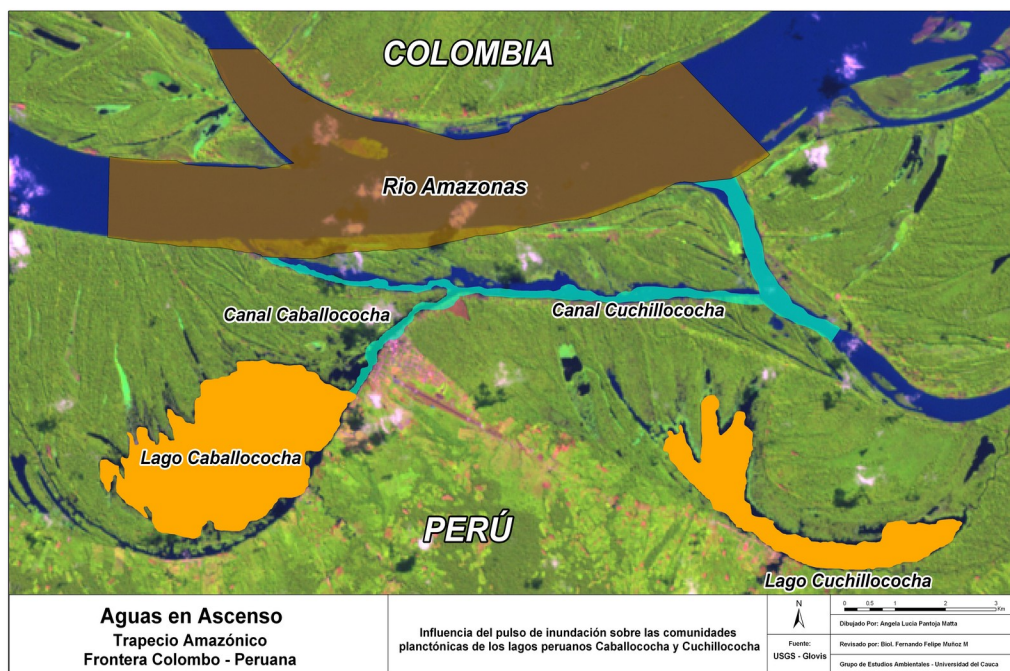 COLOMBIA
Rio Amazonas
Canal Caballococha
Canal Cuchillococha
Lago Caballococha
PERÚ
Lago Cuchillococha
Aguas en Ascenso
Trapecio Amazónico
Frontera Colombo - Peruana
Influencia del pulso de inundación sobre las comunidades
planctónicas de los lagos peruanos Caballococha y Cuchillococha
N
Fuente:
USGS - Glovis
0 0.5 1 2 3
Km
Dibujado Por: Angela Lucia Pantoja Matta
Revisado por: Biol. Fernando Felipe Muñoz M
Grupo de Estudios Ambientales - Universidad del Cauca